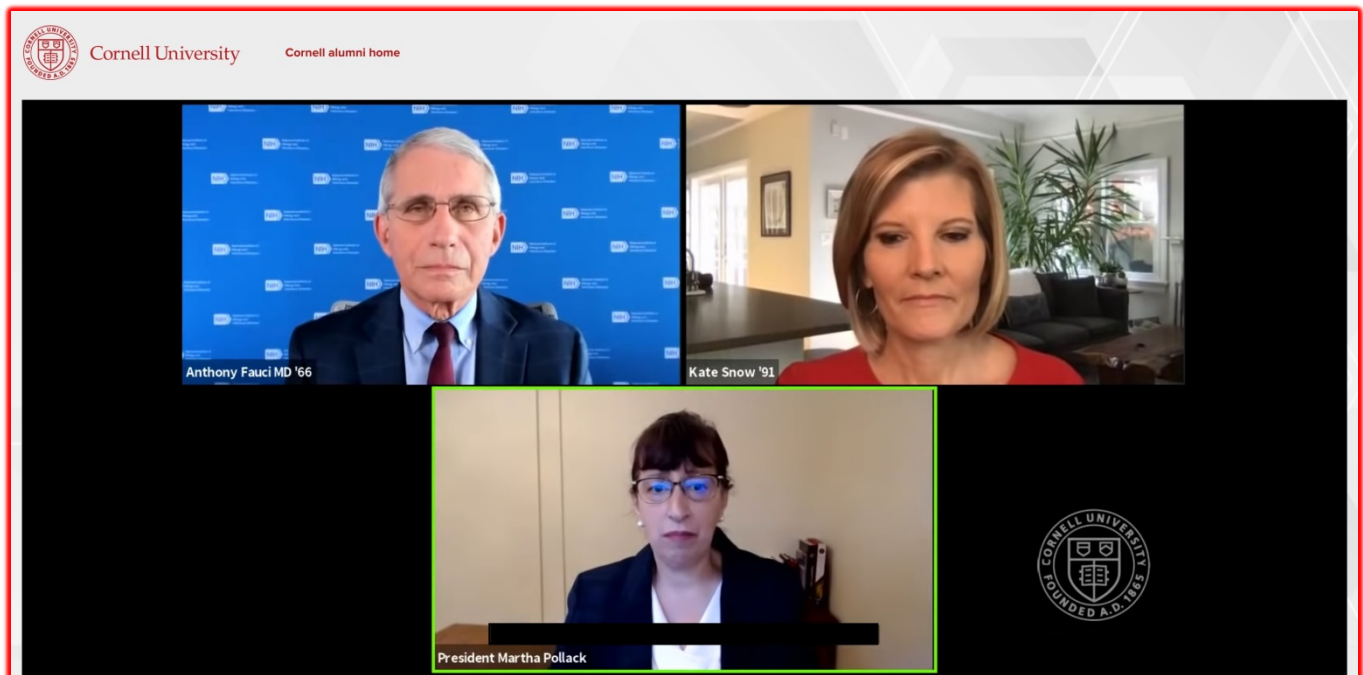 CORNELL UNIVERSITY
FOUNDED A.D. 1865
Cornell University
Cornell alumni home
NIH
Anthony Fauci MD '66
Kate Snow '91
President Martha Pollack
CORNELL UNIVERSITY
FOUNDED A.D. 1865